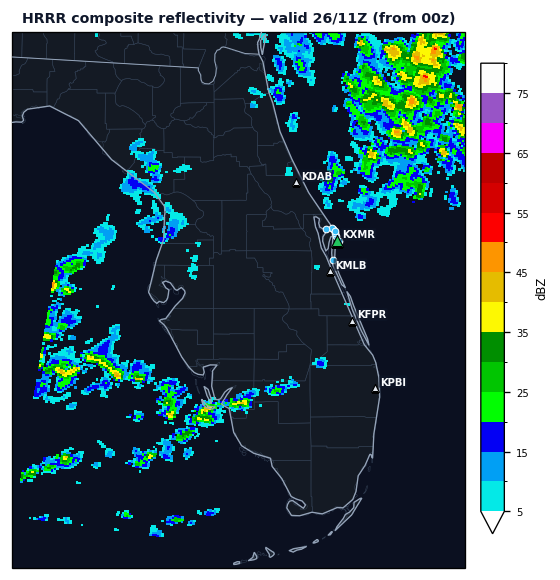 HRRR composite reflectivity — valid 26/11Z (from 00z)
KDAB
KXMR
KMLB
KFPR
KPBI
75
65
55
45
35
25
15
5
dBZ